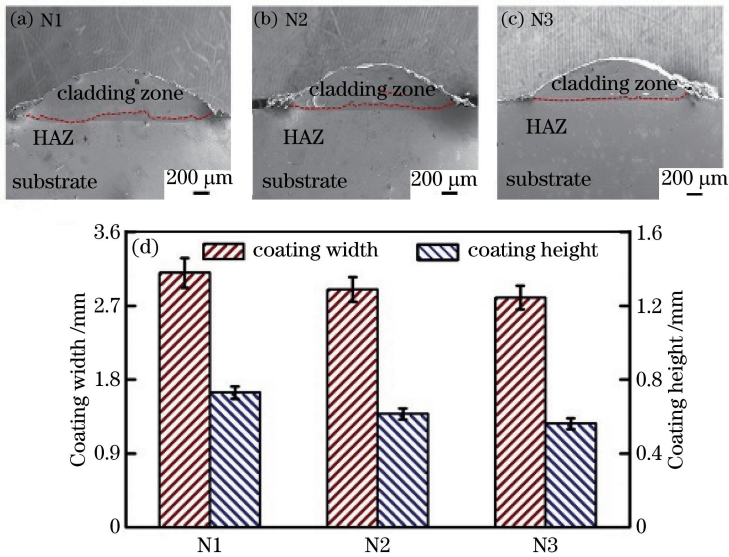 (a) N1
cladding zone
HAZ
substrate
200 μm
(b) N2
cladding zone
HAZ
substrate
200 μm
(c) N3
cladding zone
HAZ
substrate
200 μm
(d)
coating width
coating height
Coating width /mm
3.6
2.7
1.8
0.9
0
Coating height /mm
1.6
1.2
0.8
0.4
0
N1
N2
N3